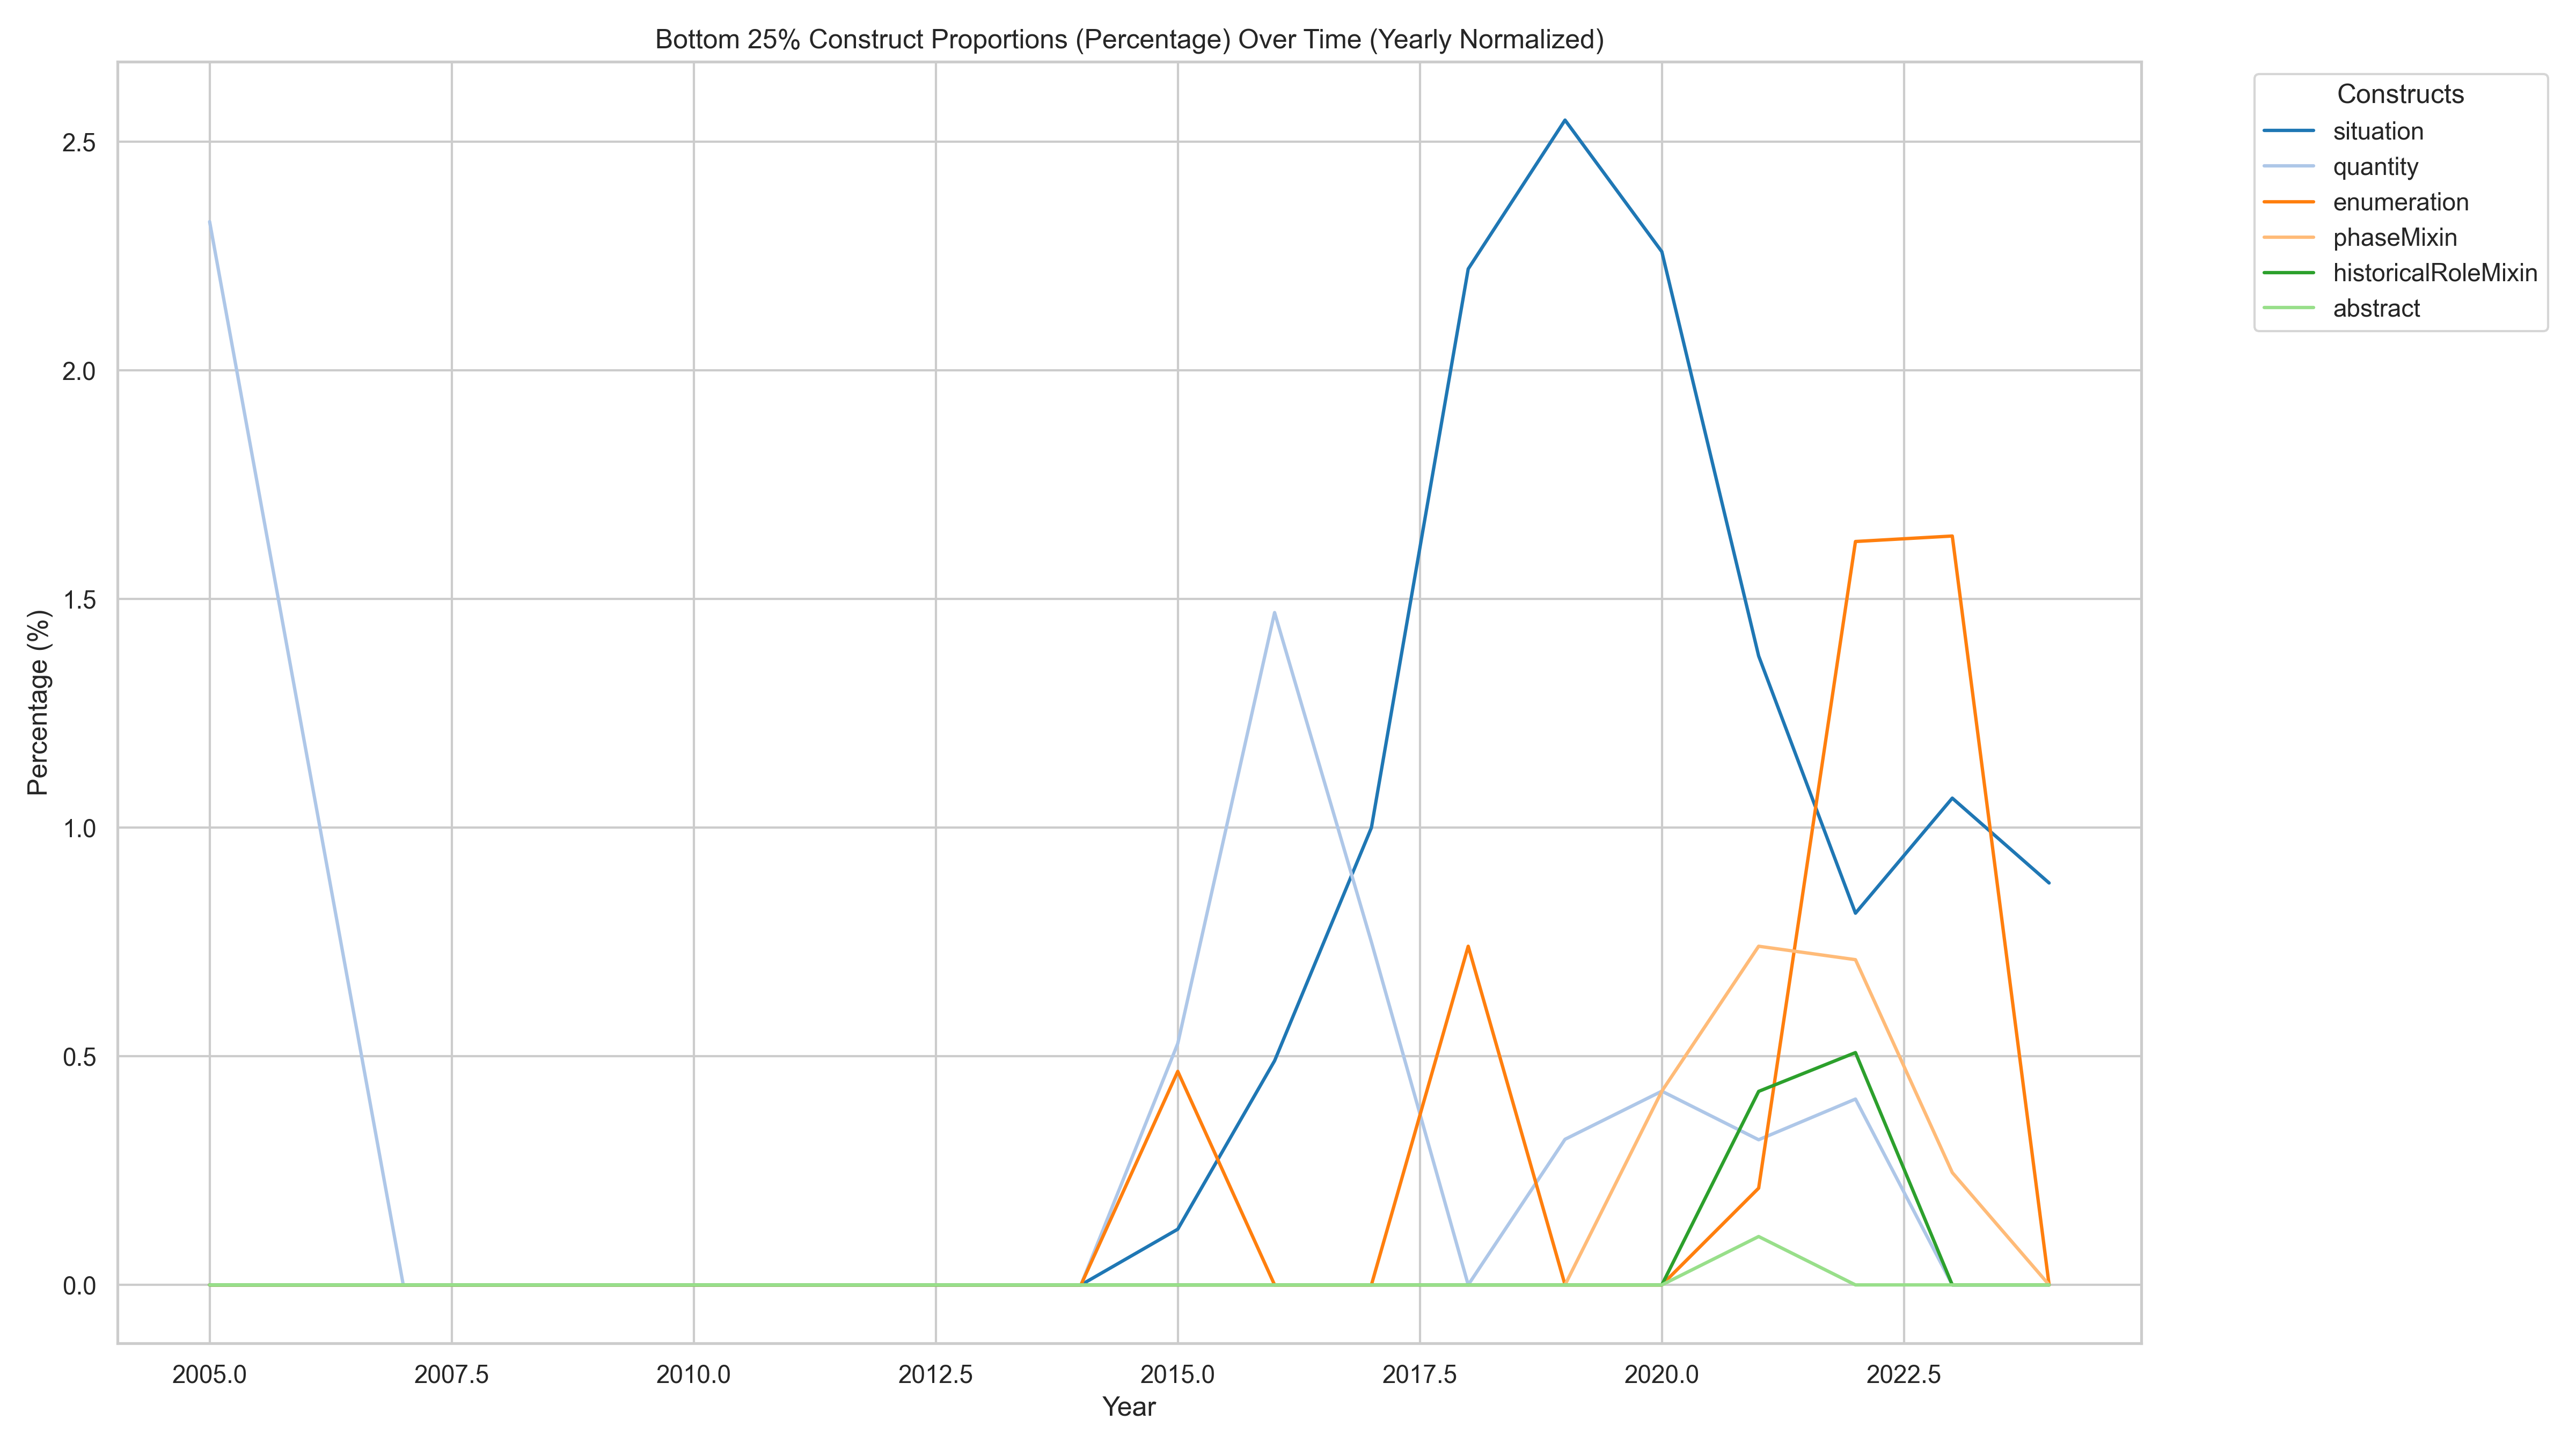 Bottom 25% Construct Proportions (Percentage) Over Time (Yearly Normalized)
Constructs
situation
quantity
enumeration
phaseMixin
historicalRoleMixin
abstract
Percentage (%)
2.5
2.0
1.5
1.0
0.5
0.0
2005.0 2007.5 2010.0 2012.5 2015.0 2017.5 2020.0 2022.5
Year